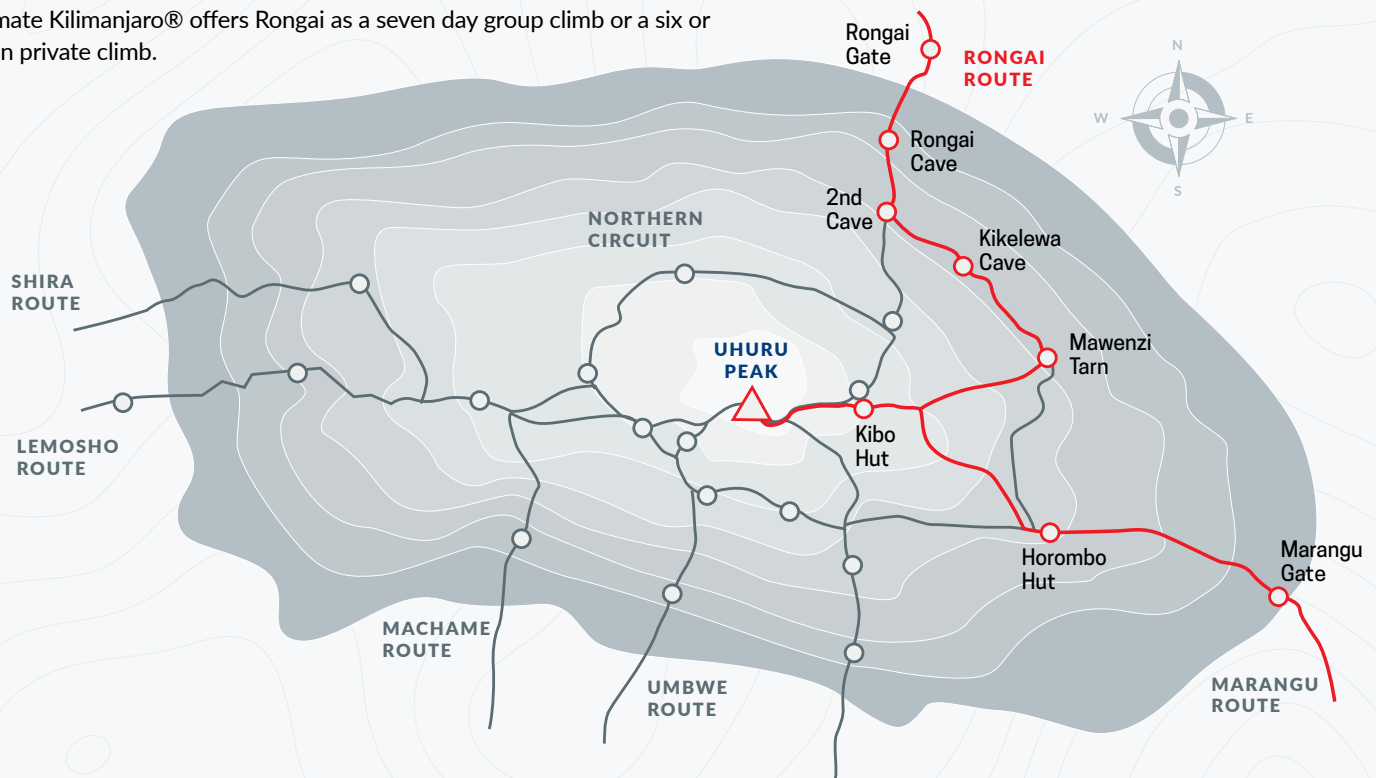 mate Kilimanjaro® offers Rongai as a seven day group climb or a six or
n private climb.
Rongai
Gate
RONGAI
ROUTE
N
W
E
S
Rongai
Cave
2nd
Cave
NORTHERN
CIRCUIT
Kikelewa
Cave
SHIRA
ROUTE
UHURU
PEAK
Mawenzi
Tarn
LEMOSHO
ROUTE
Kibo
Hut
Horombo
Hut
Marangu
Gate
MACHAME
ROUTE
UMBWE
ROUTE
MARANGU
ROUTE